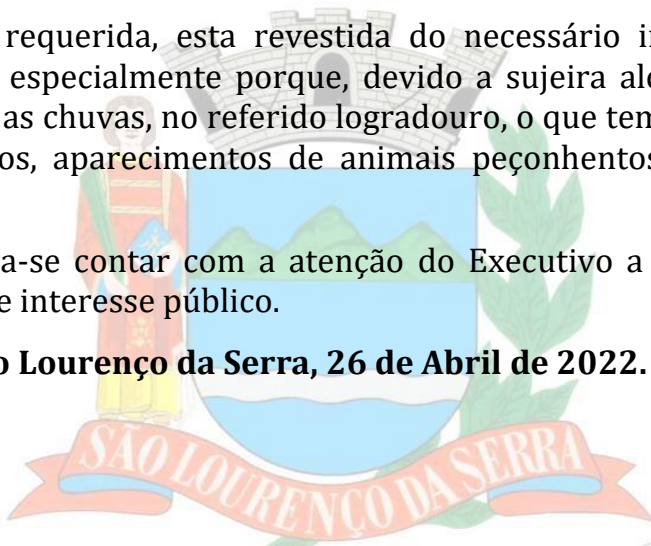 requerida, esta revestida do necessário
especialmente porque, devido a sujeira
as chuvas, no referido logradouro, o que tem
os, aparecimentos de animais peçonhentos
a-se contar com a atenção do Executivo a
e interesse público.
o Lourenço da Serra, 26 de Abril de 2022.
SÃO LOURENÇO DA SERRA